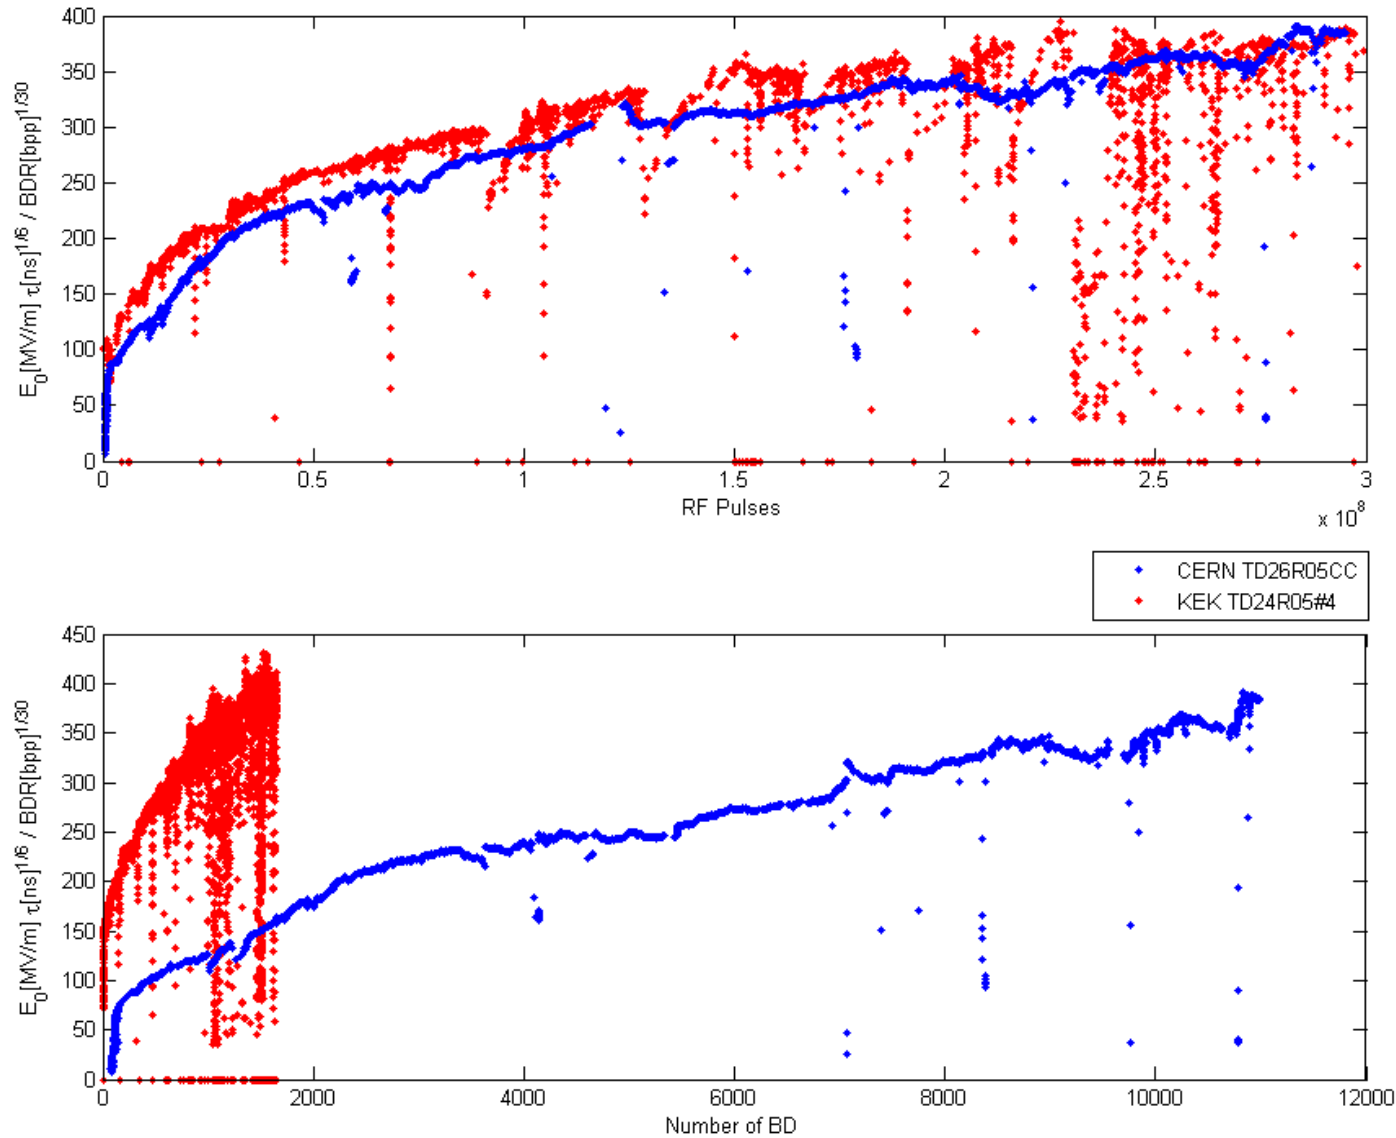 400
350
300
250
200
150
100
50
0
E₀[MV/m] τ[ns]^1/6 / BDR[bpp]^1/30
0 0.5 1 1.5 2 2.5 3
RF Pulses
x 10^8
CERN TD26R05CC
KEK TD24R05#4
450
400
350
300
250
200
150
100
50
0
E₀[MV/m] τ[ns]^1/6 / BDR[bpp]^1/30
0 2000 4000 6000 8000 10000 12000
Number of BD